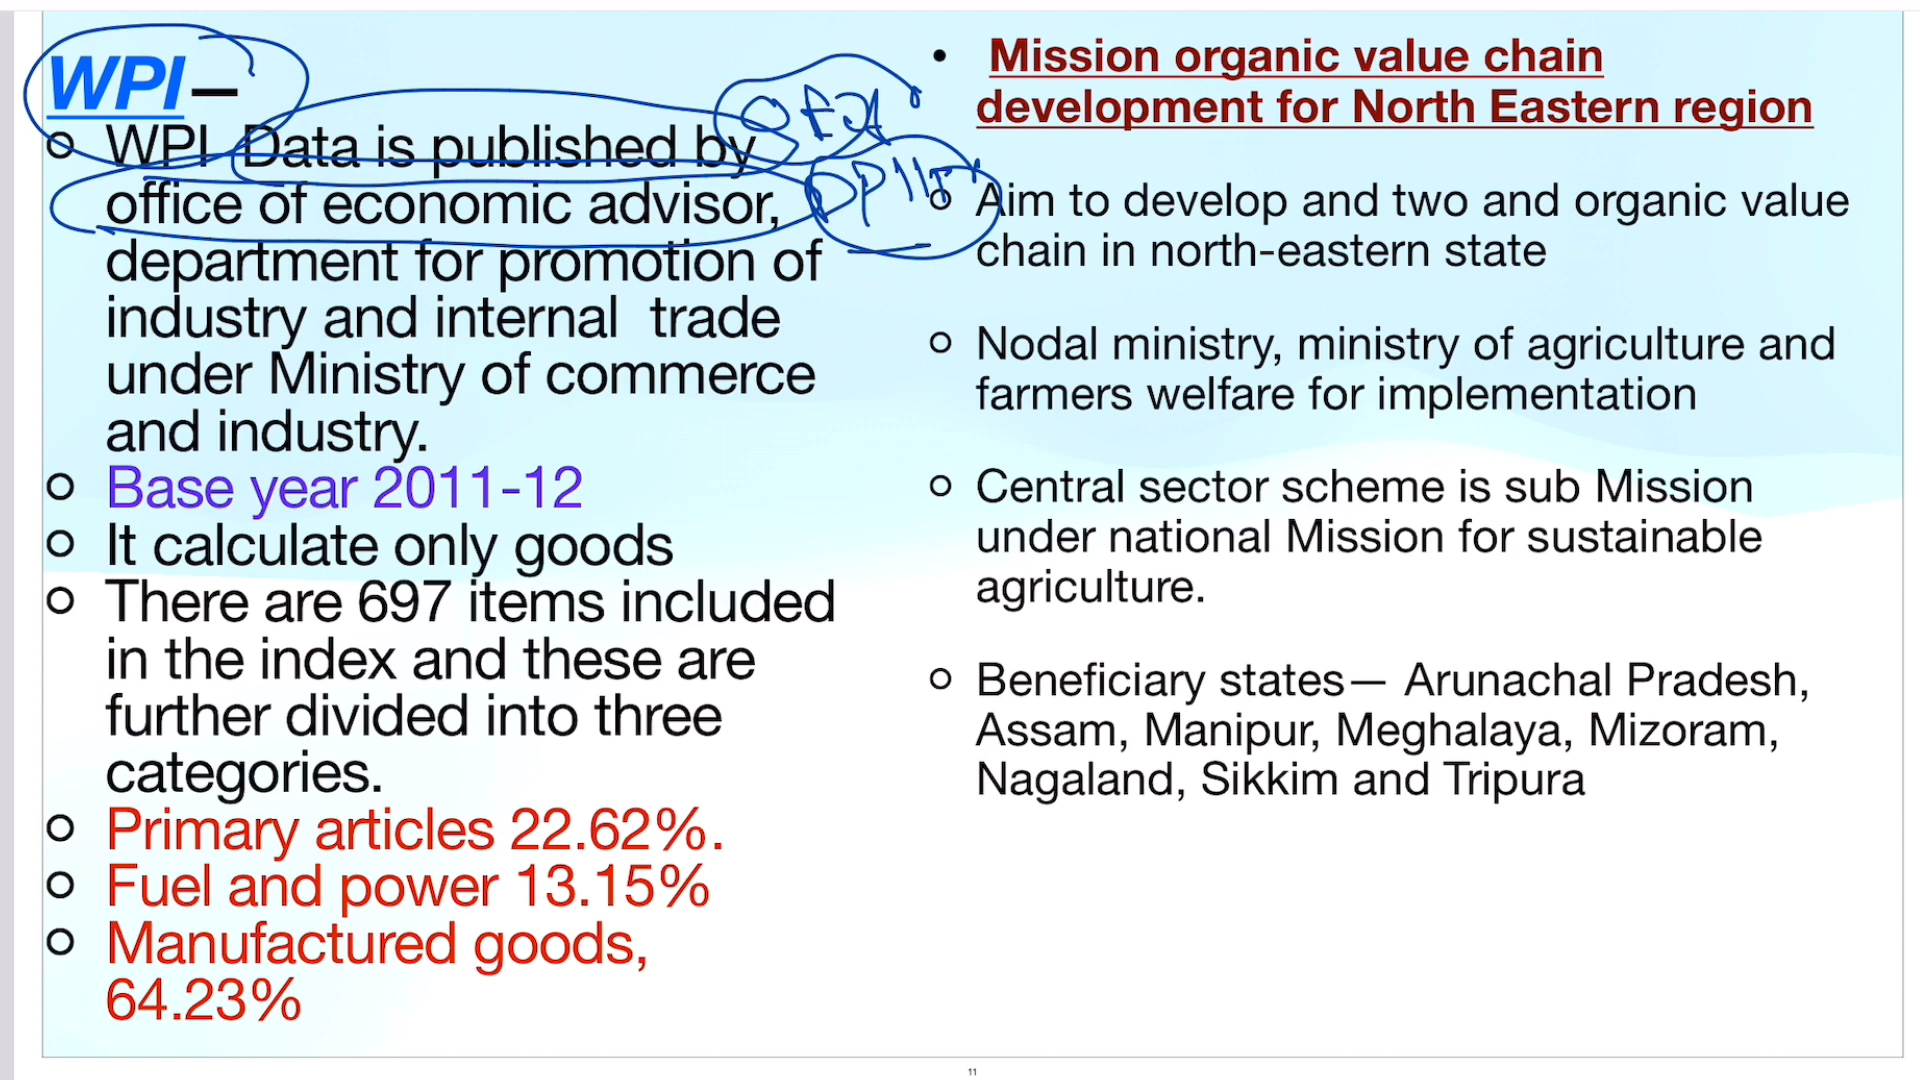 WPI—
WPI Data is published by
office of economic advisor,
department for promotion of
industry and internal trade
under Ministry of commerce
and industry.
Base year 2011-12
It calculate only goods
There are 697 items included
in the index and these are
further divided into three
categories.
Primary articles 22.62%.
Fuel and power 13.15%
Manufactured goods,
64.23%
Mission organic value chain
development for North Eastern region
Aim to develop and two and organic value
chain in north-eastern state
Nodal ministry, ministry of agriculture and
farmers welfare for implementation
Central sector scheme is sub Mission
under national Mission for sustainable
agriculture.
Beneficiary states— Arunachal Pradesh,
Assam, Manipur, Meghalaya, Mizoram,
Nagaland, Sikkim and Tripura
11